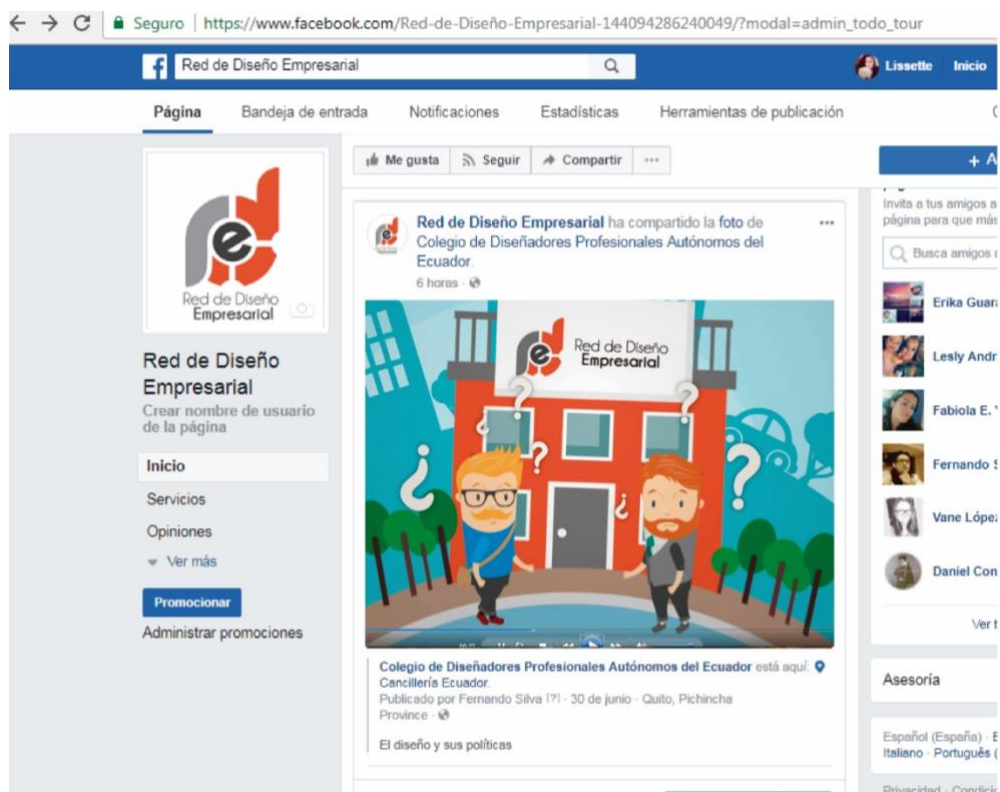 Seguro | https://www.facebook.com/Red-de-Diseño-Empresarial-144094286240049/?modal=admin_todo_tour
Red de Diseño Empresarial
Lissette Inicio
Página Bandeja de entrada Notificaciones Estadísticas Herramientas de publicación
Me gusta Seguir Compartir
+ A
Red de Diseño
Empresarial
Red de Diseño
Empresarial
Crear nombre de usuario
de la página
Inicio
Servicios
Opiniones
Ver más
Promocionar
Administrar promociones
Red de Diseño Empresarial ha compartido la foto de
Colegio de Diseñadores Profesionales Autónomos del
Ecuador.
6 horas ·
Red de Diseño
Empresarial
? ? ¿ ? ? ¿
Colegio de Diseñadores Profesionales Autónomos del Ecuador está aquí:
Cancillería Ecuador.
Publicado por Fernando Silva [?] · 30 de junio · Quito, Pichincha
Province ·
El diseño y sus políticas
Invita a tus amigos a
página para que más
Busca amigos
Erika Guar
Lesly Andr
Fabiola E.
Fernando S
Vane López
Daniel Con
Ver t
Asesoría
Español (España) ·
Italiano · Português (
Privacidad · Condicio